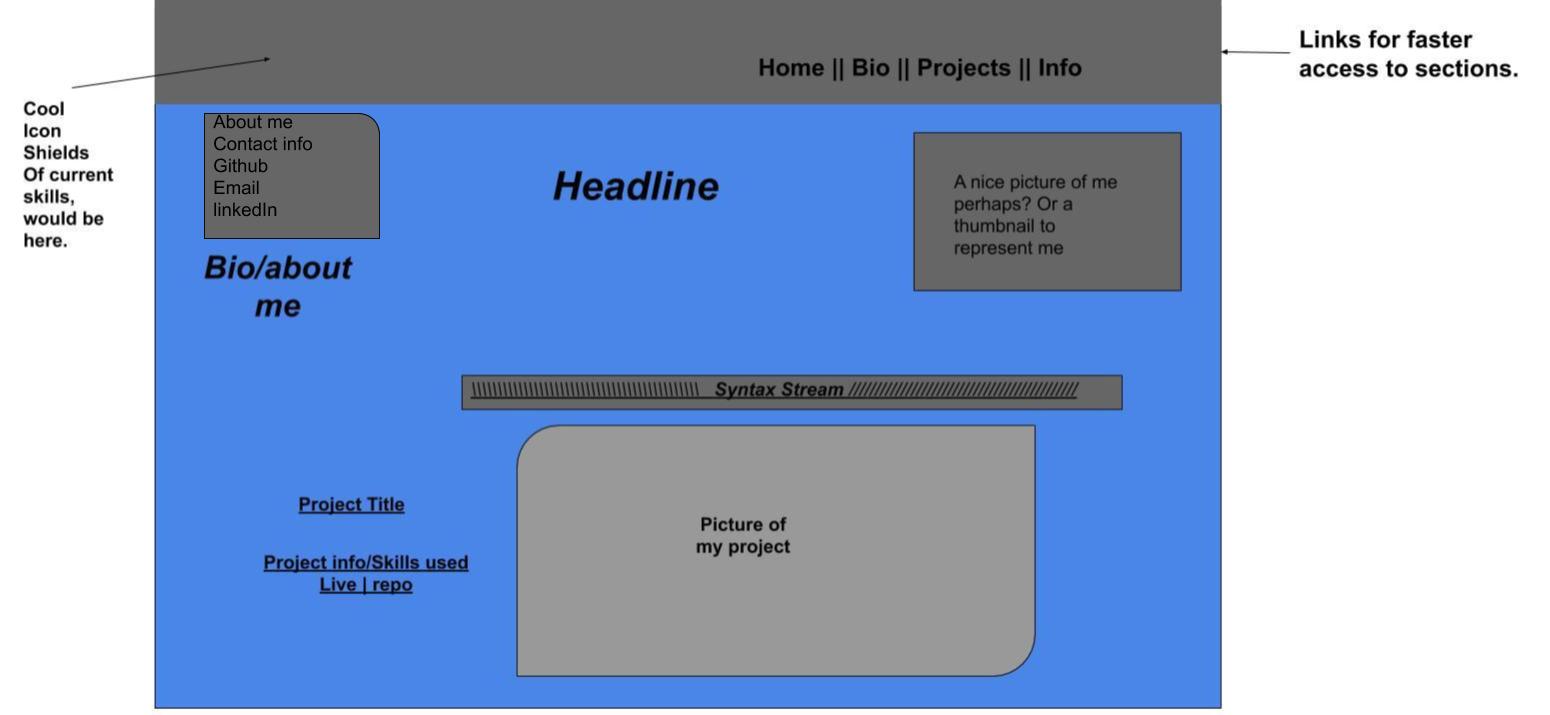 Links for faster
access to sections.
Home || Bio || Projects || Info
Cool
Icon
Shields
Of current
skills,
would be
here.
About me
Contact info
Github
Email
linkedIn
Headline
A nice picture of me
perhaps? Or a
thumbnail to
represent me
Bio/about
me
\\\\\\\\\\\\\\\\\\\\\\\\\\\\\\\\\\\\\\\\\ Syntax Stream //////////////////////////////////////////
Project Title
Picture of
my project
Project info/Skills used
Live | repo